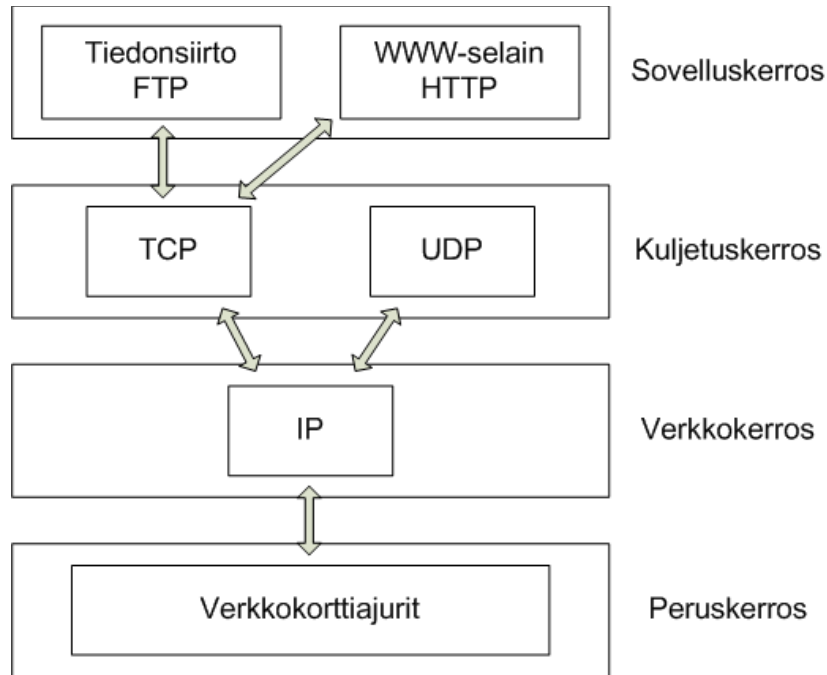 Tiedonsiirto
FTP
WWW-selain
HTTP
Sovelluskerros
TCP
UDP
Kuljetuskerros
IP
Verkkokerros
Verkkokorttiajurit
Peruskerros